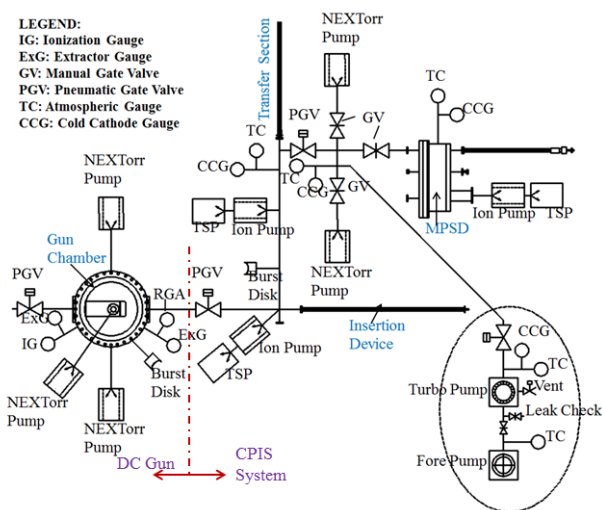 LEGEND:
IG: Ionization Gauge
ExG: Extractor Gauge
GV: Manual Gate Valve
PGV: Pneumatic Gate Valve
TC: Atmospheric Gauge
CCG: Cold Cathode Gauge
NEXTorr
Pump
Transfer Section
TC
PGV
GV
TC
CCG
CCG
TC
CCG
GV
NEXTorr
Pump
TSP
Ion Pump
NEXTorr
Pump
Ion Pump
TSP
MPSD
Gun
Chamber
PGV
RGA
PGV
Burst
Disk
ExG
IG
ExG
Burst
Disk
Ion Pump
TSP
Insertion
Device
NEXTorr
Pump
NEXTorr
Pump
CCG
TC
Turbo Pump
Vent
Leak Check
TC
Fore Pump
DC Gun
CPIS
System